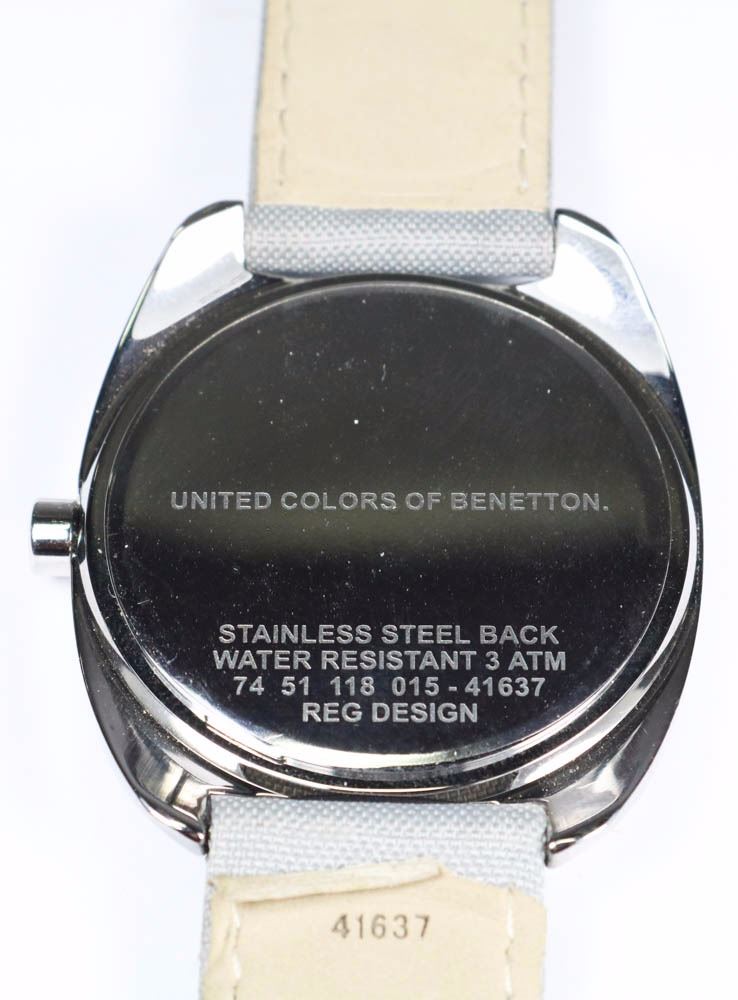 UNITED COLORS OF BENETTON.
STAINLESS STEEL BACK
WATER RESISTANT 3 ATM
74 51 118 015 - 41637
REG DESIGN
41637